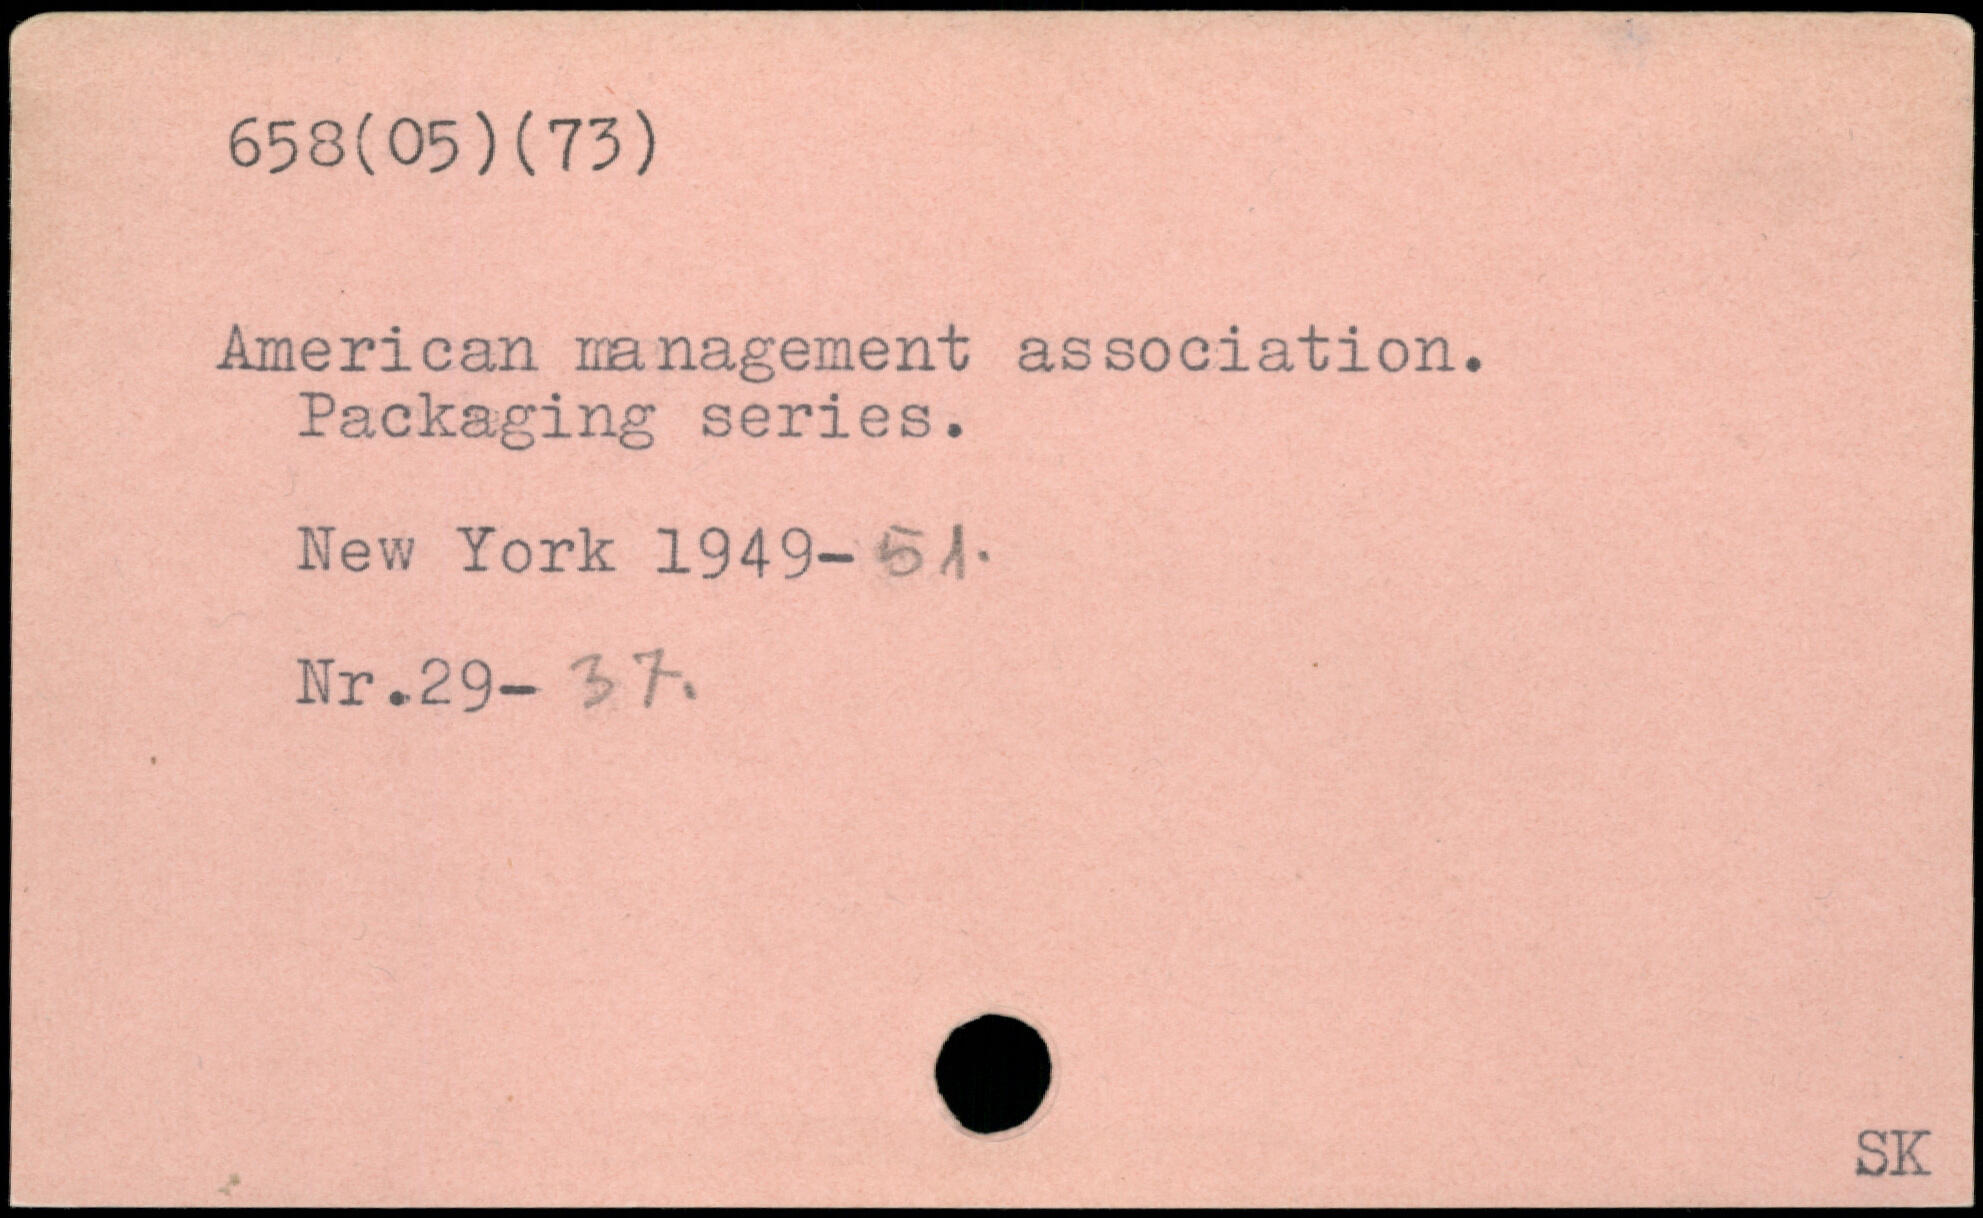 658(05)(73)
American management association.
Packaging series.
New York 1949-51.
Nr.29-37.
SK